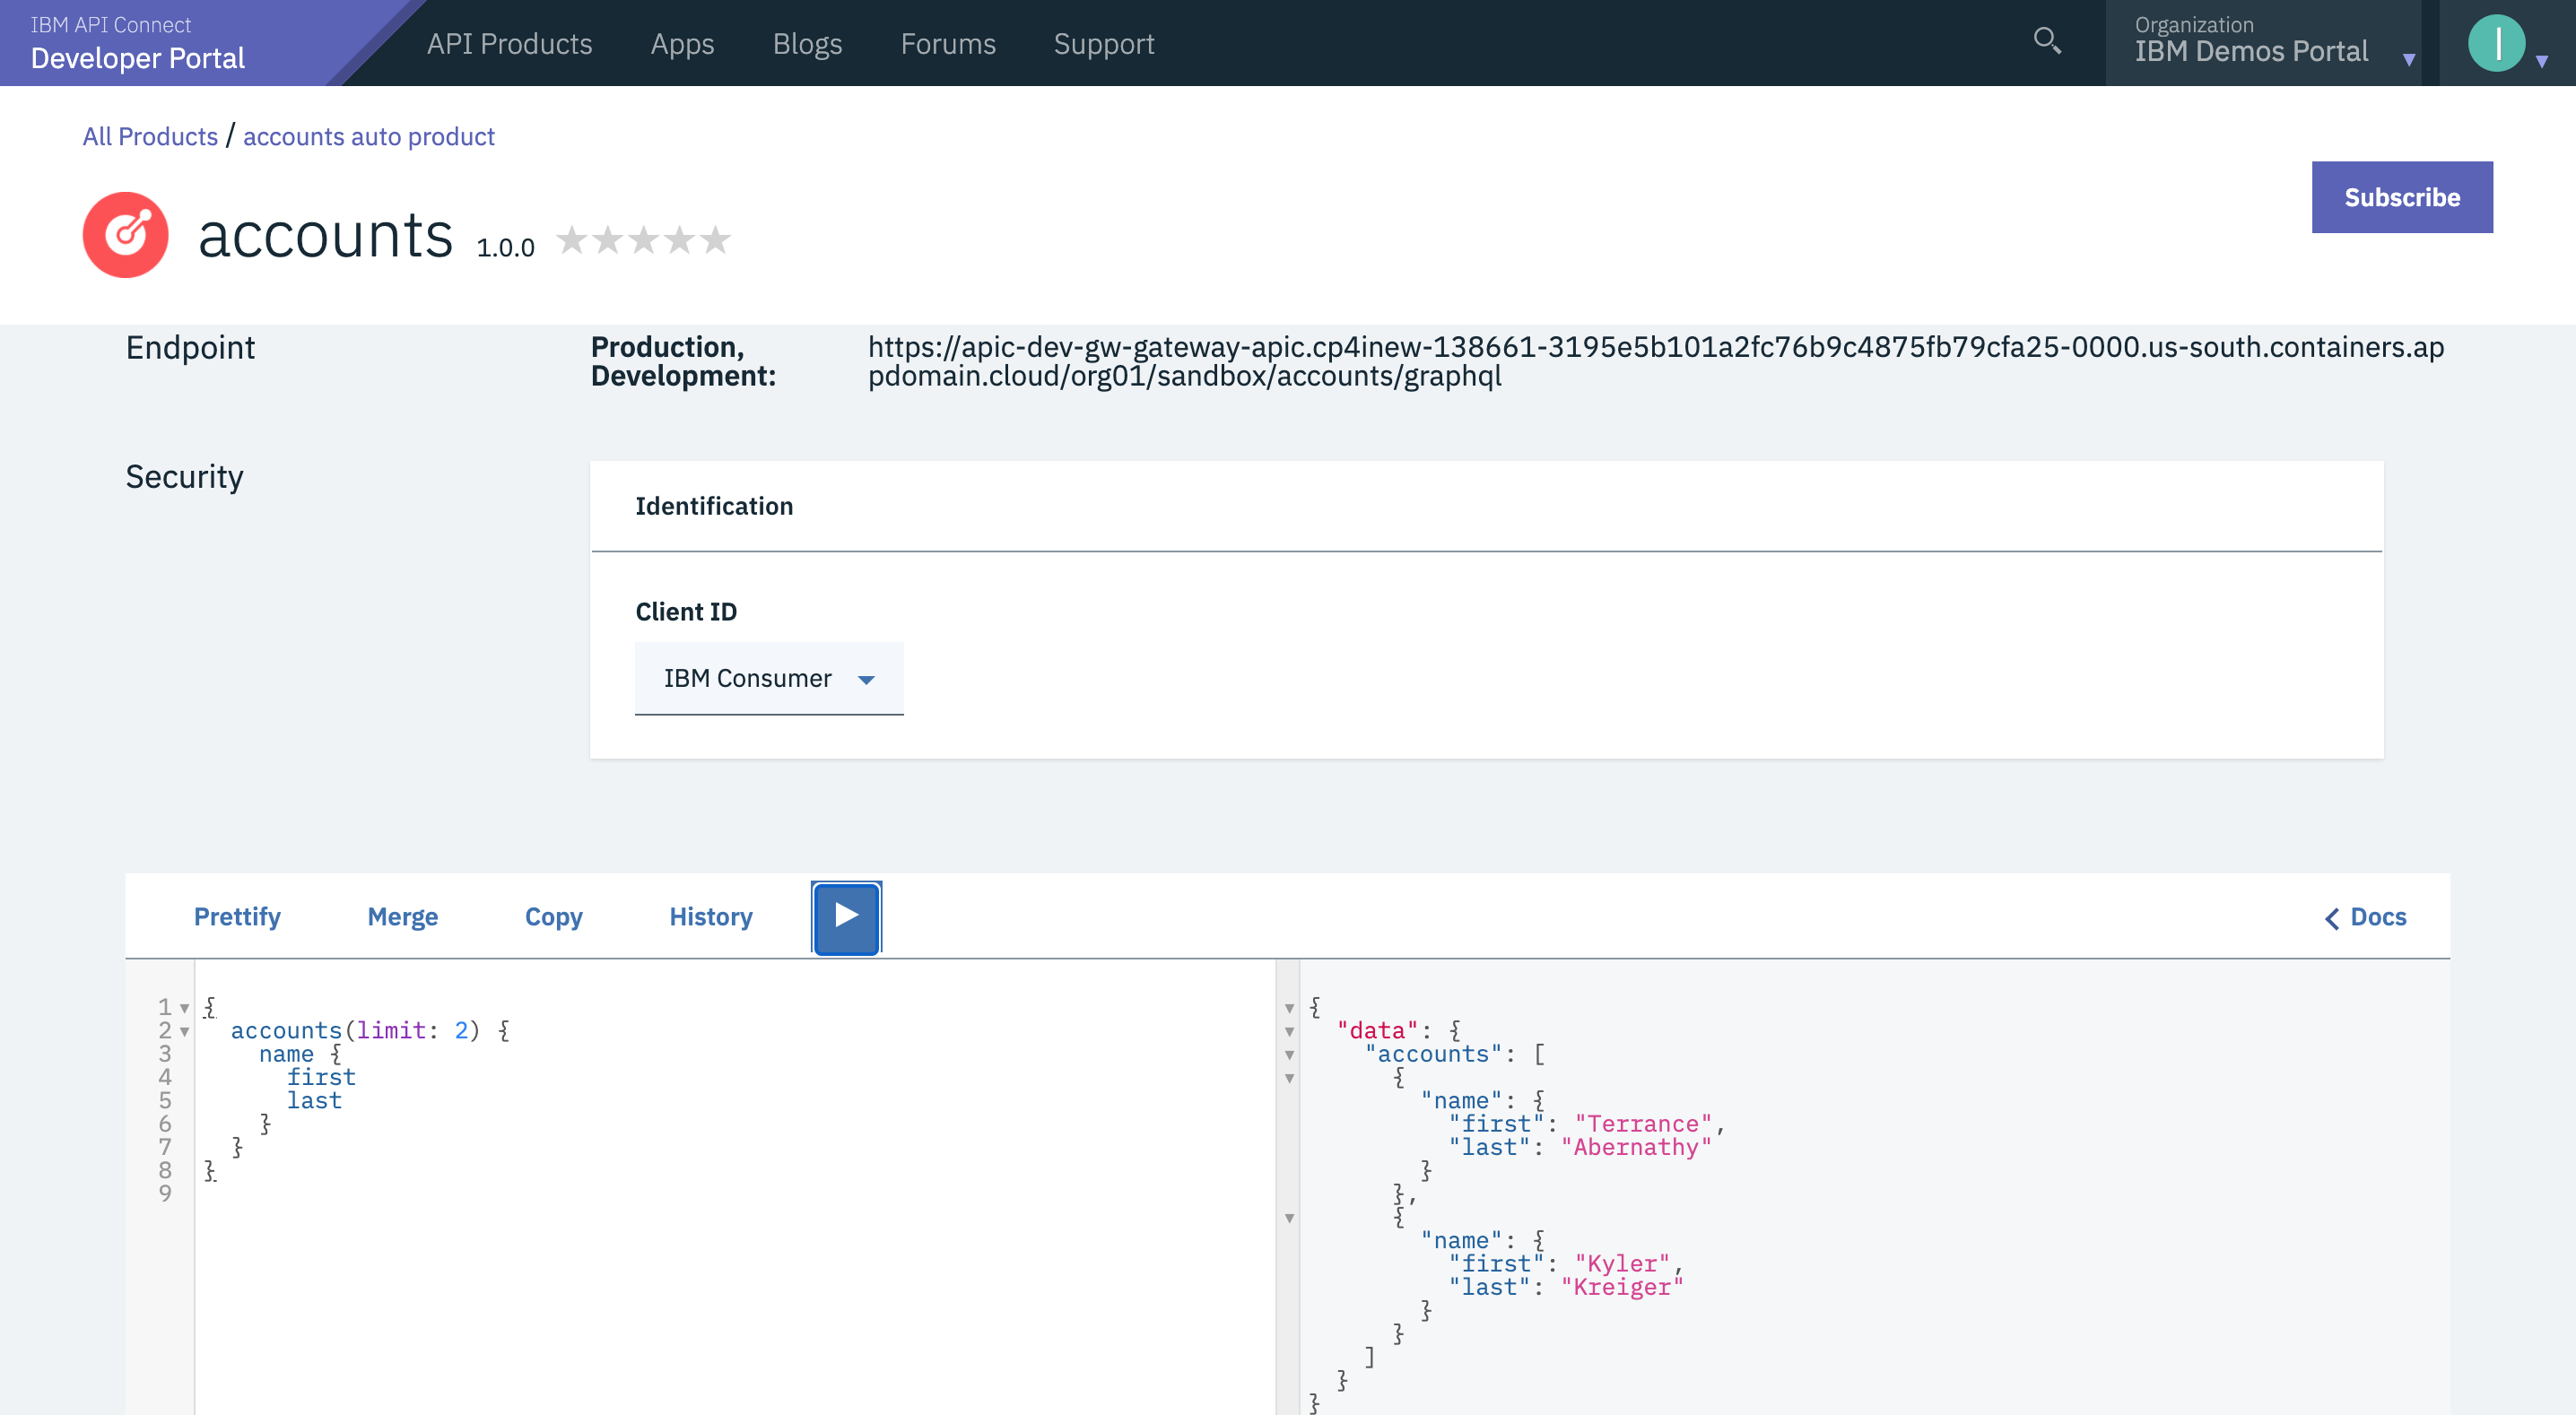 IBM API Connect
Developer Portal
API Products
Apps
Blogs
Forums
Support
Organization
IBM Demos Portal
All Products / accounts auto product
accounts 1.0.0
Subscribe
Endpoint
Production,
Development:
https://apic-dev-gw-gateway-apic.cp4inew-138661-3195e5b101a2fc76b9c4875fb79cfa25-0000.us-south.containers.ap
pdomain.cloud/org01/sandbox/accounts/graphql
Security
Identification
Client ID
IBM Consumer
Prettify
Merge
Copy
History
Docs
1 {
2 accounts(limit: 2) {
3 name {
4 first
5 last
6 }
7 }
8 }
9
{
"data": {
"accounts": [
{
"name": {
"first": "Terrance",
"last": "Abernathy"
}
},
{
"name": {
"first": "Kyler",
"last": "Kreiger"
}
}
]
}
}